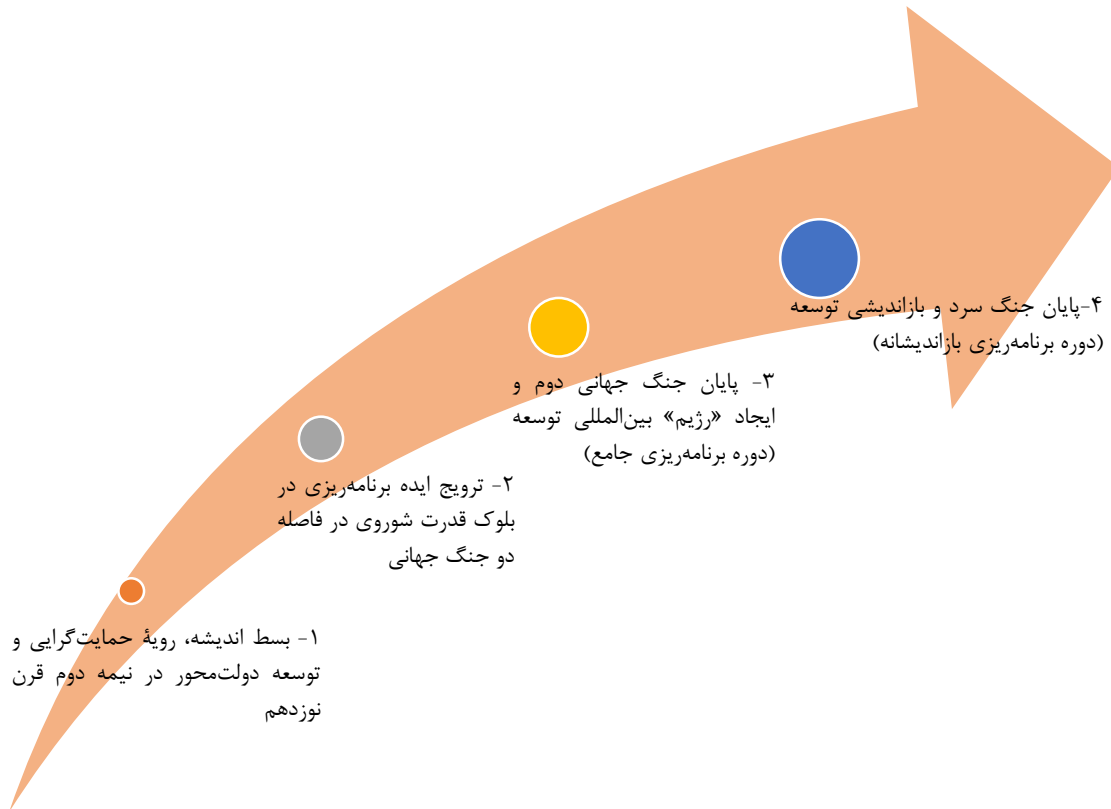 ۱- بسط اندیشه، رویهٔ حمایت‌گرایی و
توسعه دولت‌محور در نیمه دوم قرن
نوزدهم
۲- ترویج ایده برنامه‌ریزی در
بلوک قدرت شوروی در فاصله
دو جنگ جهانی
۳- پایان جنگ جهانی دوم و
ایجاد «رژیم» بین‌المللی توسعه
(دوره برنامه‌ریزی جامع)
۴-پایان جنگ سرد و بازاندیشی توسعه
(دوره برنامه‌ریزی بازاندیشانه)